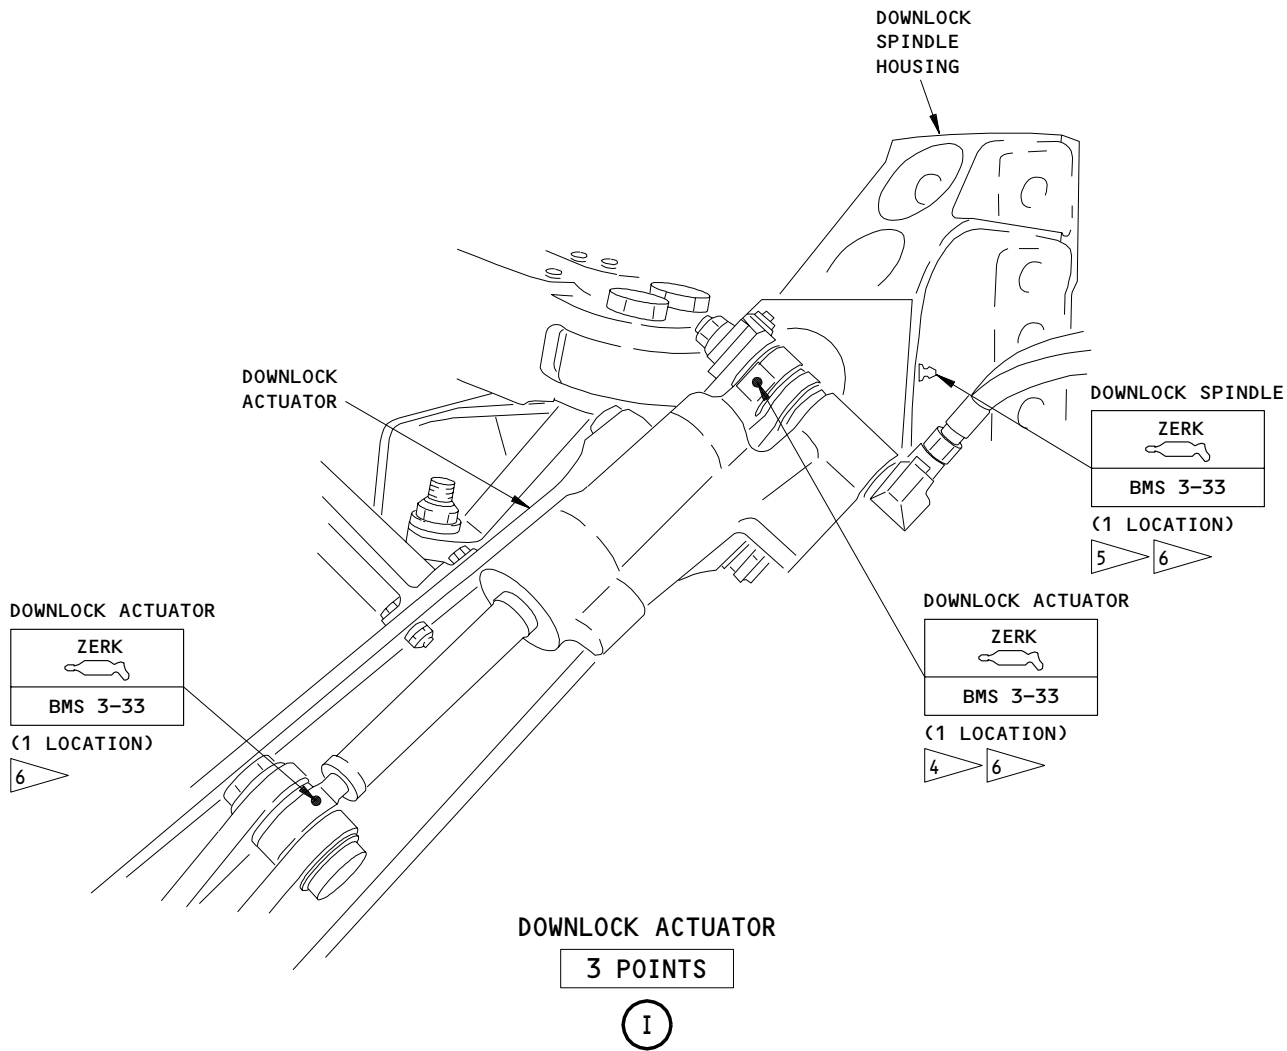 DOWNLOCK
SPINDLE
HOUSING
DOWNLOCK
ACTUATOR
DOWNLOCK SPINDLE
ZERK
BMS 3-33
(1 LOCATION)
5 6
DOWNLOCK ACTUATOR
ZERK
BMS 3-33
(1 LOCATION)
4 6
DOWNLOCK ACTUATOR
ZERK
BMS 3-33
(1 LOCATION)
6
DOWNLOCK ACTUATOR
3 POINTS
I